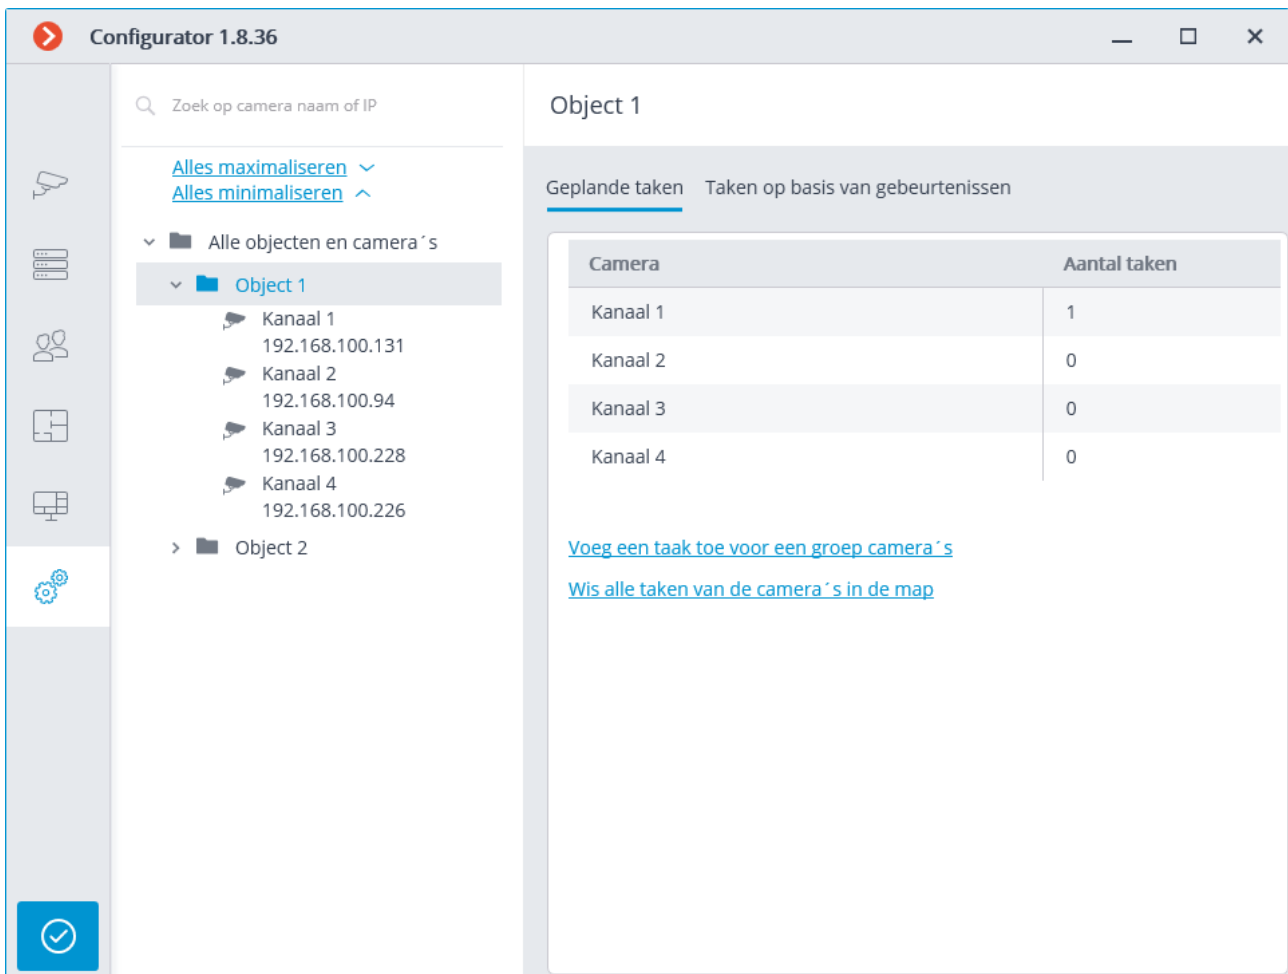 Configurator 1.8.36
Zoek op camera naam of IP
Alles maximaliseren
Alles minimaliseren
Alle objecten en camera´s
Object 1
Kanaal 1
192.168.100.131
Kanaal 2
192.168.100.94
Kanaal 3
192.168.100.228
Kanaal 4
192.168.100.226
Object 2
Object 1
Geplande taken Taken op basis van gebeurtenissen
Camera Aantal taken
Kanaal 1 1
Kanaal 2 0
Kanaal 3 0
Kanaal 4 0
Voeg een taak toe voor een groep camera´s
Wis alle taken van de camera´s in de map